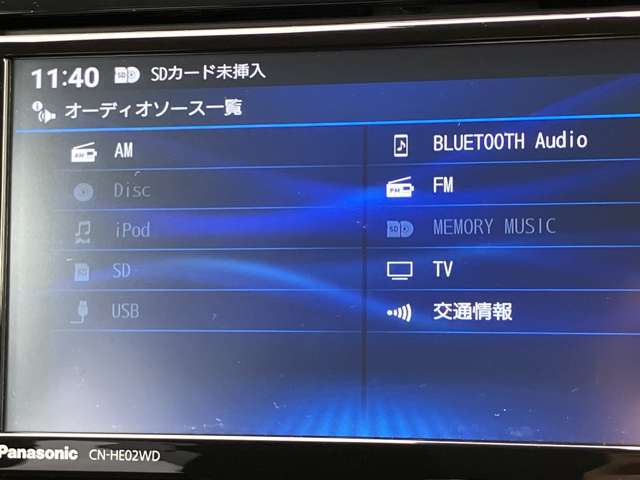 11:40 SD SDカード未挿入
オーディオソース一覧
AM
BLUETOOTH Audio
Disc
FM
iPod
SD MEMORY MUSIC
SD
TV
USB
交通情報
Panasonic CN-HE02WD